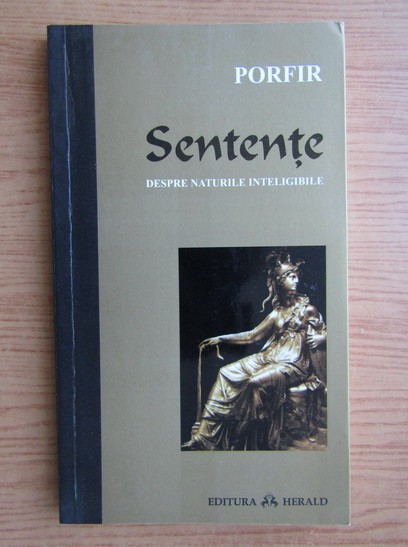 PORFIR
Sentențe
DESPRE NATURILE INTELIGIBILE
EDITURA HERALD